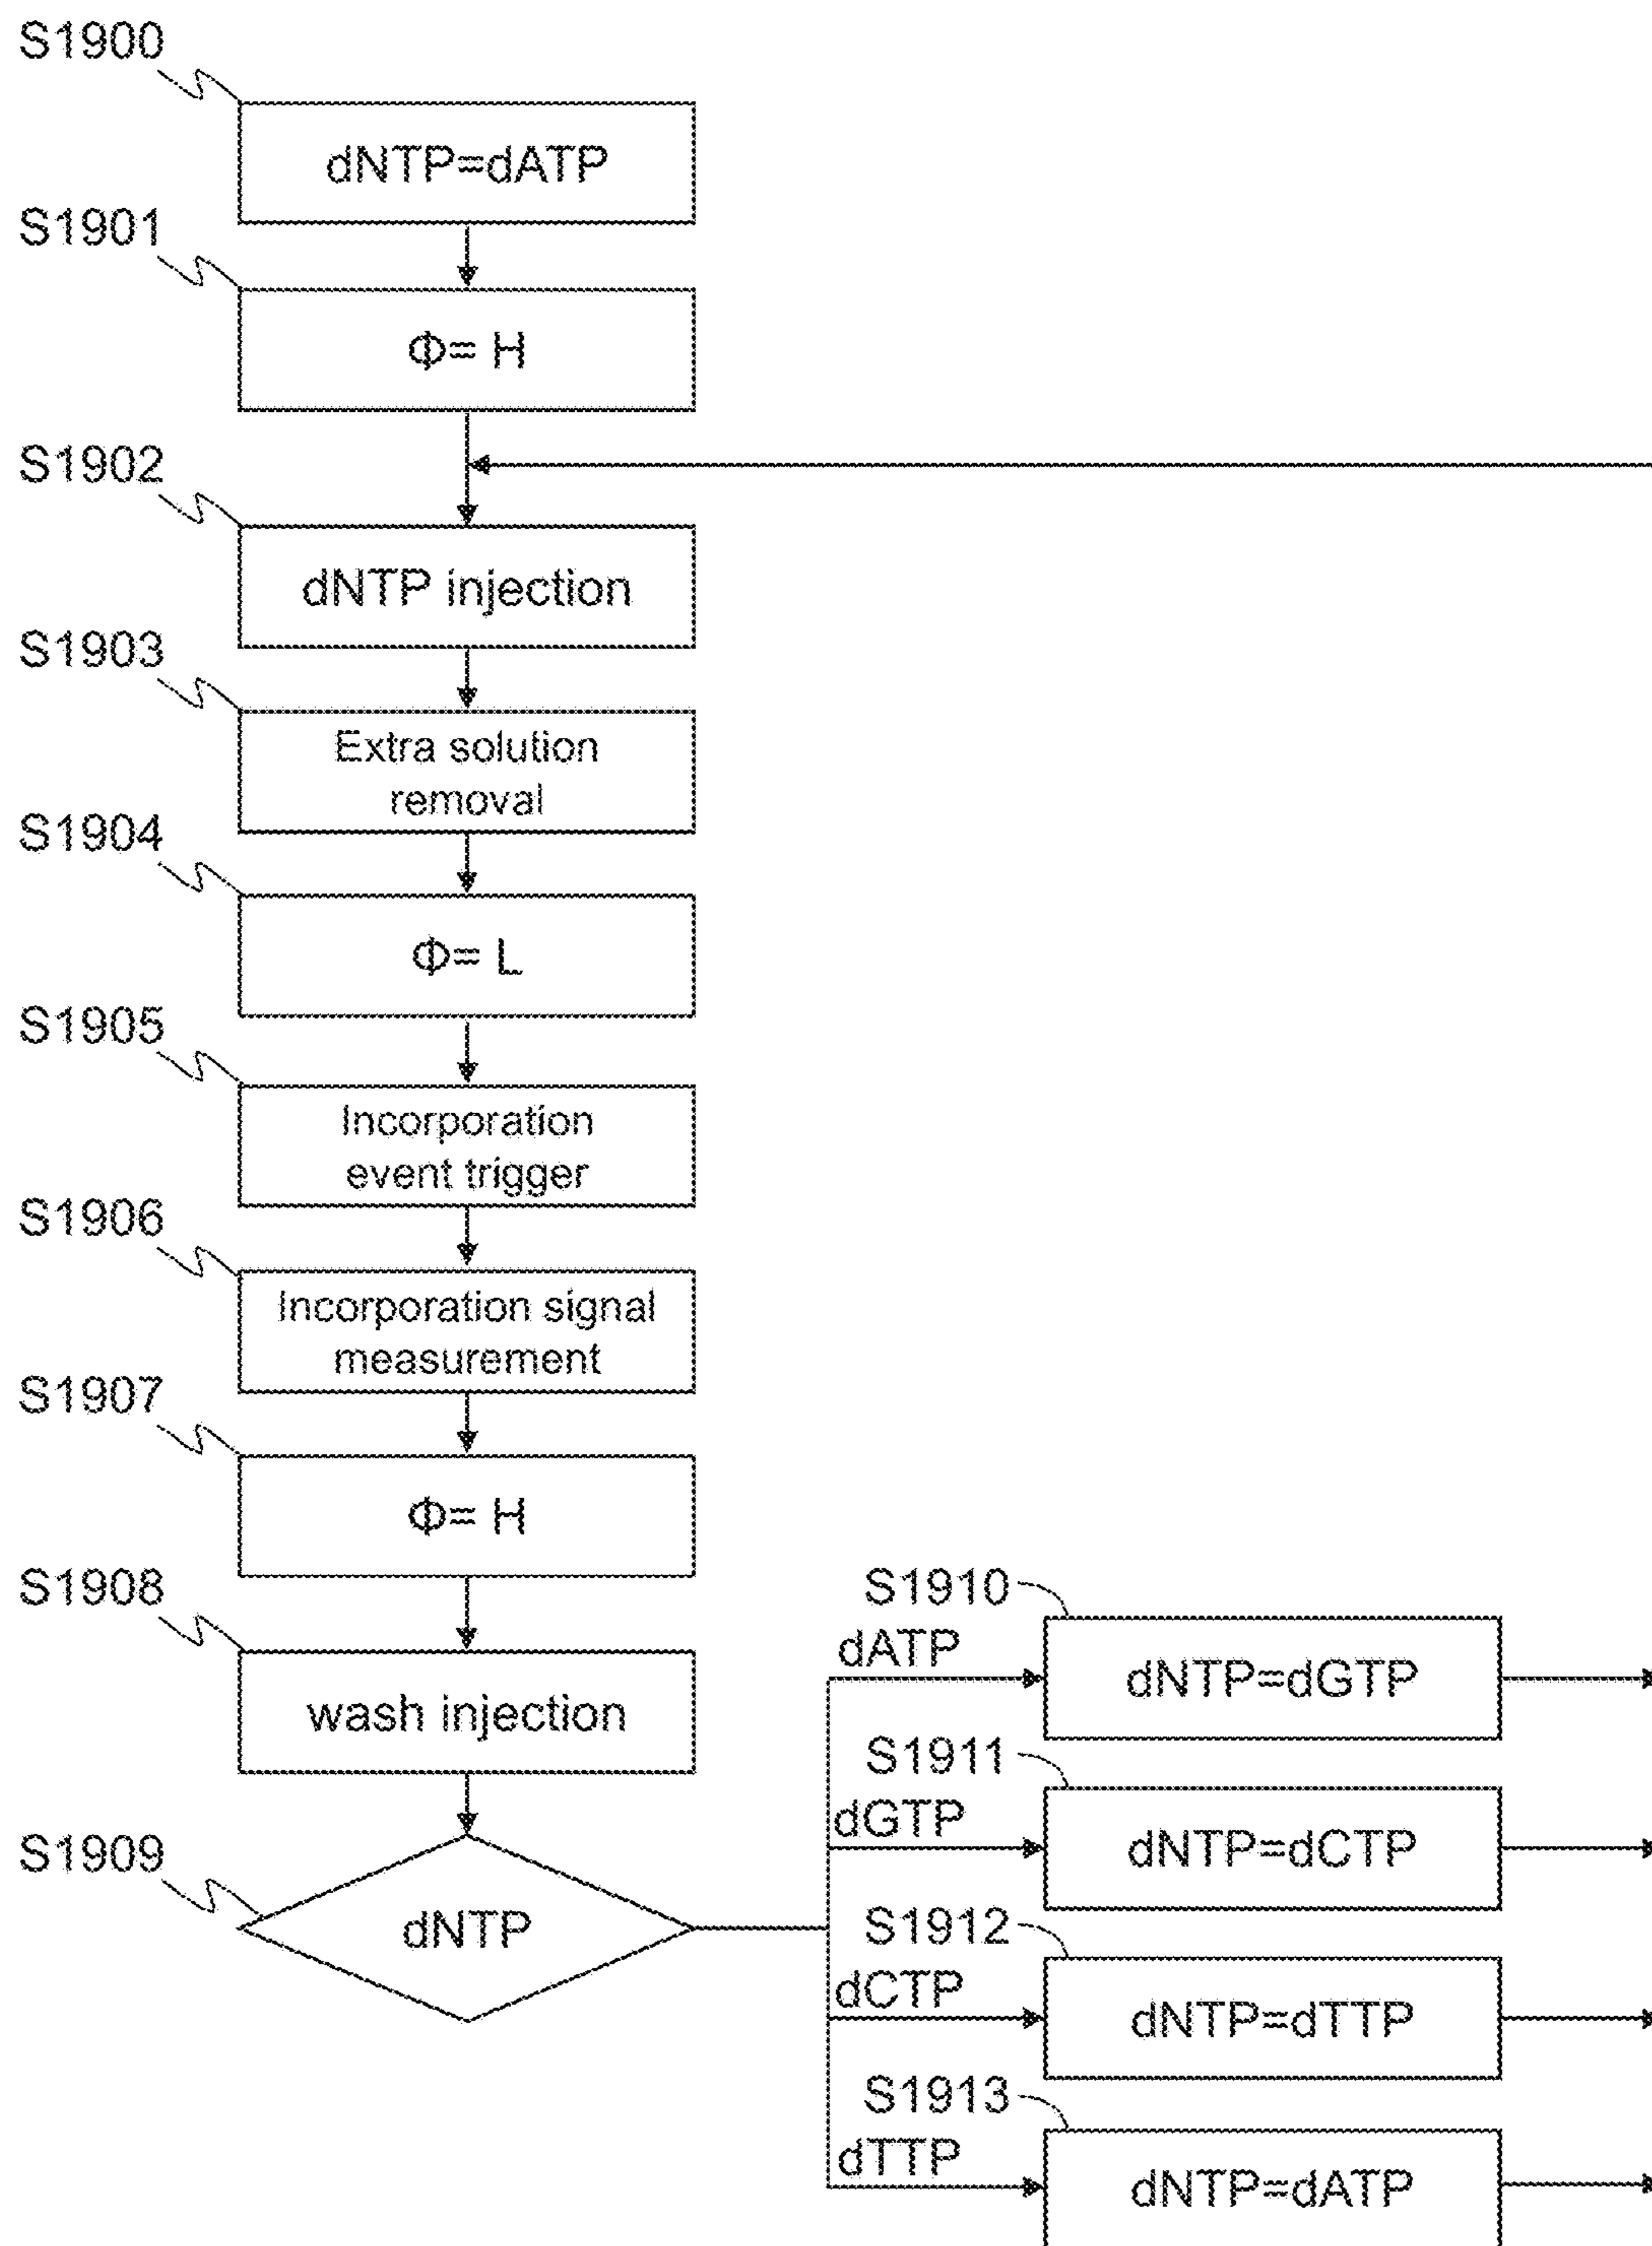 S1900
dNTP=dATP
S1901
Φ= H
S1902
dNTP injection
S1903
Extra solution
removal
S1904
Φ= L
S1905
Incorporation
event trigger
S1906
Incorporation signal
measurement
S1907
Φ= H
S1908
wash injection
S1909
dNTP
S1910
dATP
dNTP=dGTP
S1911
dGTP
dNTP=dCTP
S1912
dCTP
dNTP=dTTP
S1913
dTTP
dNTP=dATP